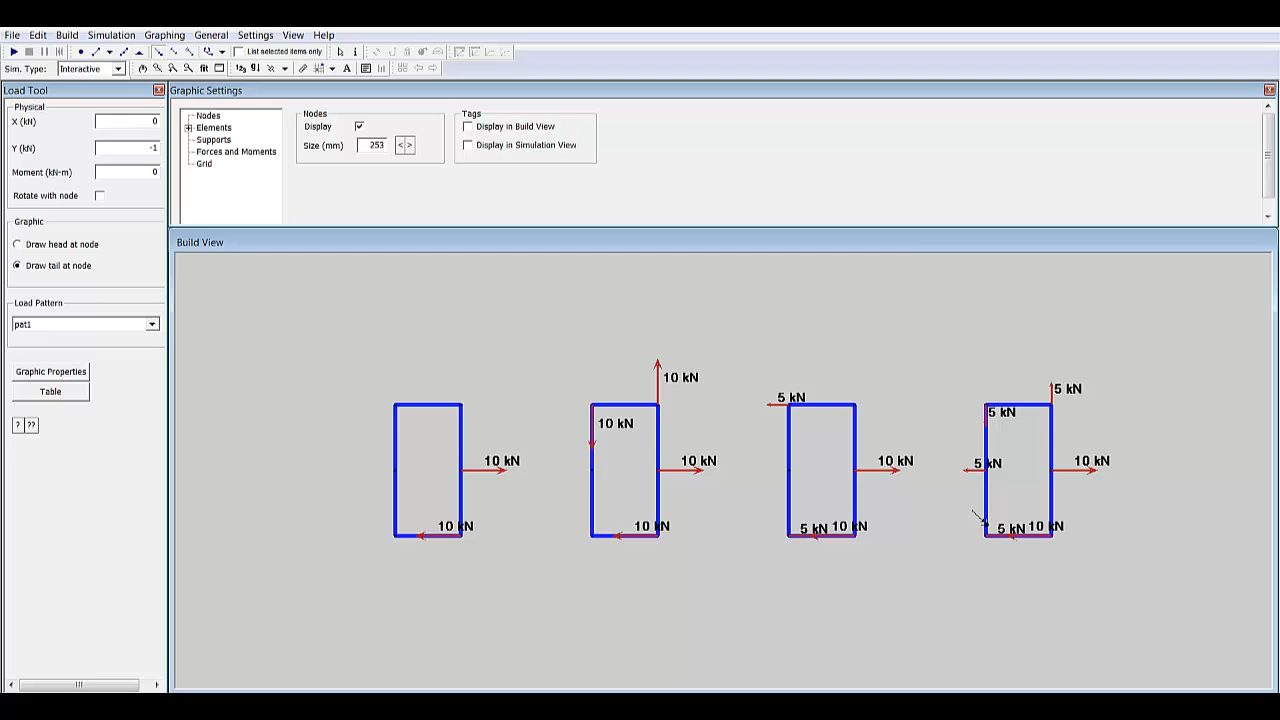 File Edit Build Simulation Graphing General Settings View Help
List selected items only
Sim. Type: Interactive
fit
A
Load Tool
Physical
X (kN) 0
Y (kN) -1
Moment (kN-m) 0
Rotate with node
Graphic
Draw head at node
Draw tail at node
Load Pattern
pat1
Graphic Properties
Table
? ??
Graphic Settings
Nodes
Elements
Supports
Forces and Moments
Grid
Nodes
Display
Size (mm) 253 < >
Tags
Display in Build View
Display in Simulation View
Build View
10 kN
10 kN
10 kN
10 kN
10 kN
10 kN
5 kN
10 kN
5 kN 10 kN
5 kN
5 kN
5 kN
10 kN
5 kN 10 kN